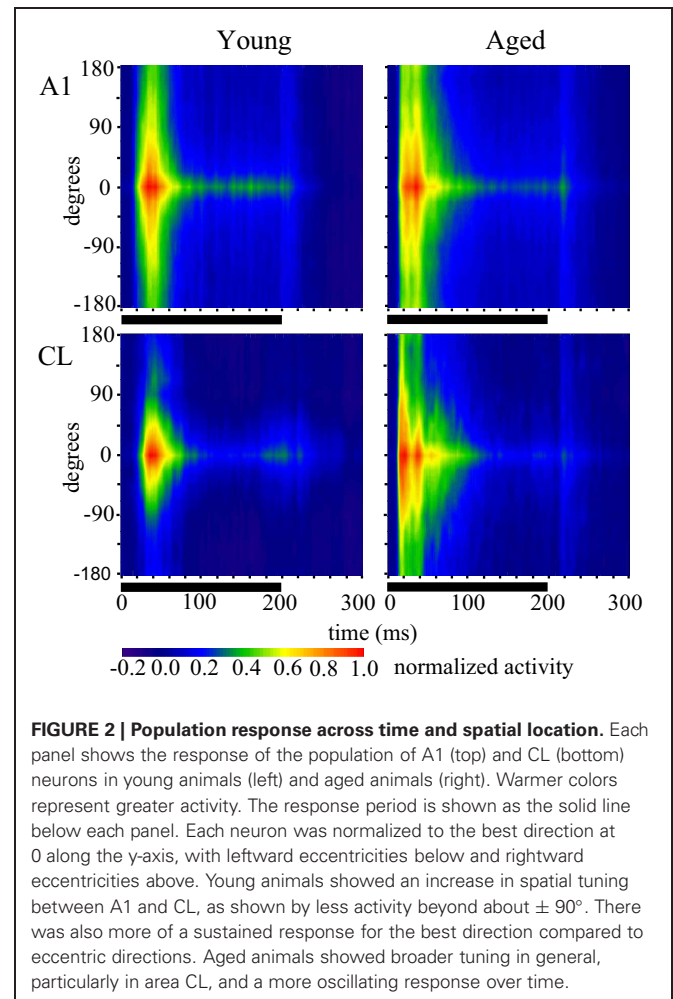 Young Aged
A1
180
90
0
-90
-180
degrees
CL
180
90
0
-90
-180
degrees
0 100 200 300 0 100 200 300
time (ms)
-0.2 0.0 0.2 0.4 0.6 0.8 1.0 normalized activity
FIGURE 2 | Population response across time and spatial location. Each
panel shows the response of the population of A1 (top) and CL (bottom)
neurons in young animals (left) and aged animals (right). Warmer colors
represent greater activity. The response period is shown as the solid line
below each panel. Each neuron was normalized to the best direction at
0 along the y-axis, with leftward eccentricities below and rightward
eccentricities above. Young animals showed an increase in spatial tuning
between A1 and CL, as shown by less activity beyond about ± 90°. There
was also more of a sustained response for the best direction compared to
eccentric directions. Aged animals showed broader tuning in general,
particularly in area CL, and a more oscillating response over time.